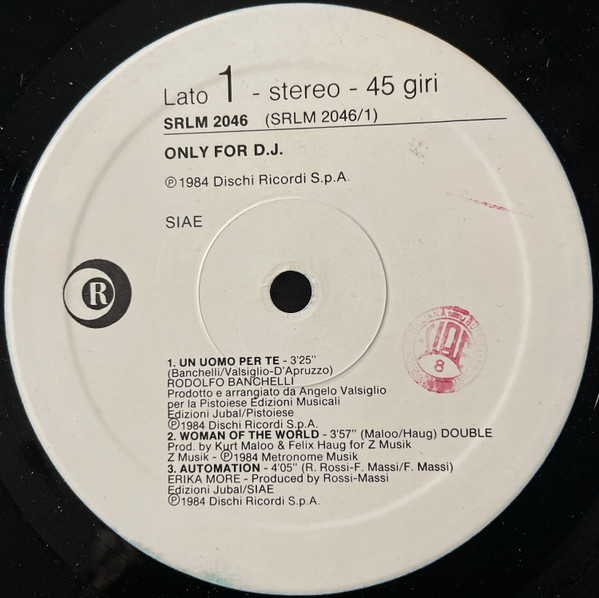 Lato 1 - stereo - 45 giri
SRLM 2046 (SRLM 2046/1)
ONLY FOR D.J.
℗1984 Dischi Ricordi S.p.A.
SIAE
R
8
1. UN UOMO PER TE - 3'25"
(Banchelli/Valsiglio-D'Apruzzo)
RODOLFO BANCHELLI
Prodotto e arrangiato da Angelo Valsiglio
per la Pistoiese Edizioni Musicali
Edizioni Jubal/Pistoiese
℗1984 Dischi Ricordi S.p.A.
2. WOMAN OF THE WORLD - 3'57" (Maloo/Haug) DOUBLE
Prod. by Kurt Maloo & Felix Haug for Z Musik
Z Musik - ℗1984 Metronome Musik
3. AUTOMATION - 4'05" (R. Rossi-F. Massi/F. Massi)
ERIKA MORE - Produced by Rossi-Massi
Edizioni Jubal/SIAE
℗1984 Dischi Ricordi S.p.A.